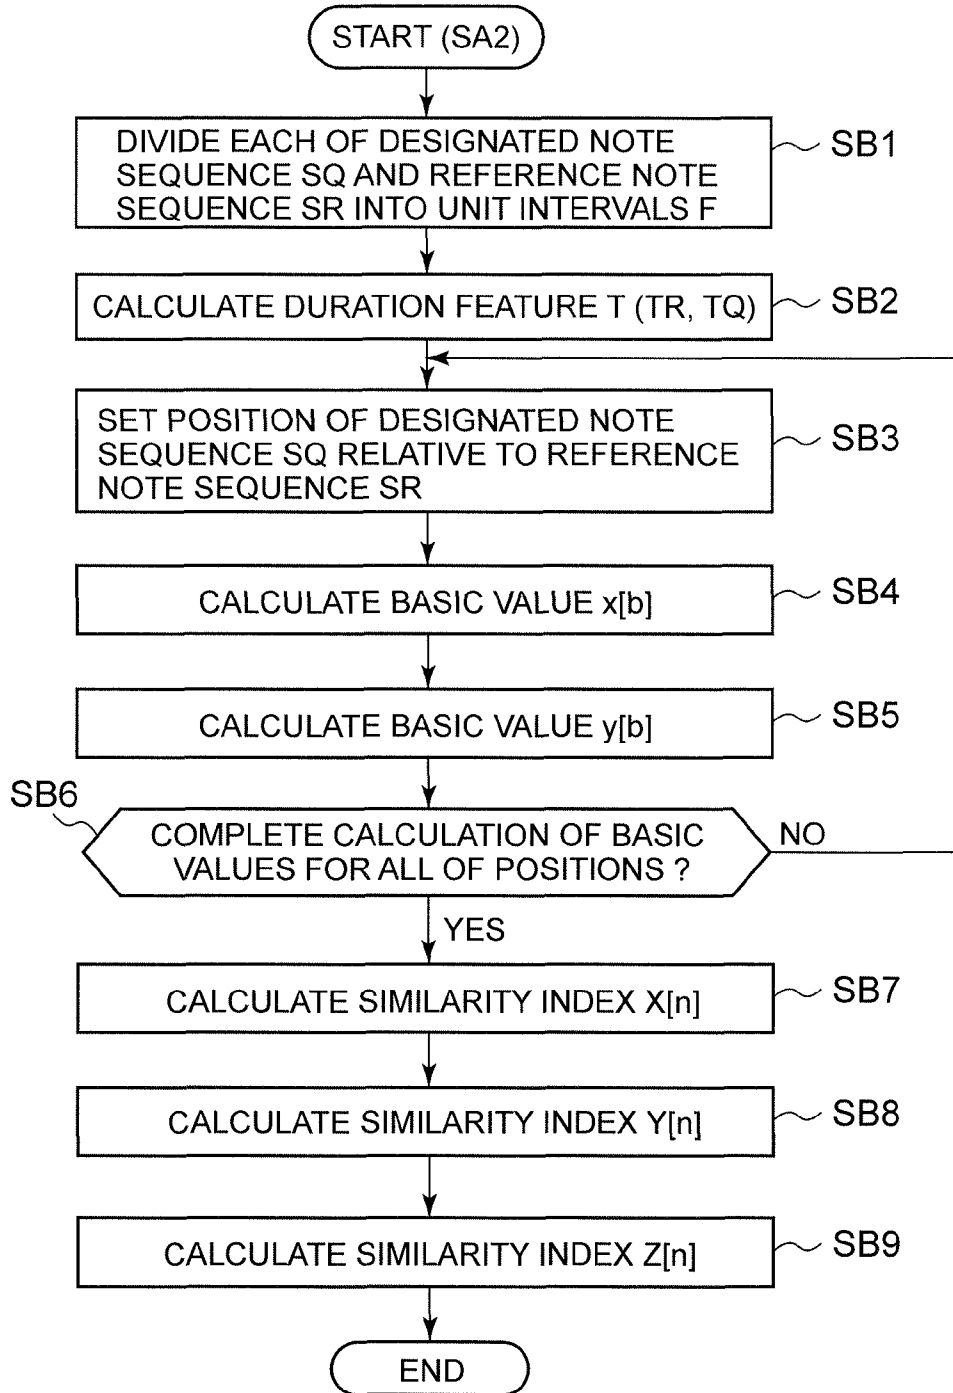 START (SA2)
DIVIDE EACH OF DESIGNATED NOTE
SEQUENCE SQ AND REFERENCE NOTE
SEQUENCE SR INTO UNIT INTERVALS F
SB1
CALCULATE DURATION FEATURE T (TR, TQ)
SB2
SET POSITION OF DESIGNATED NOTE
SEQUENCE SQ RELATIVE TO REFERENCE
NOTE SEQUENCE SR
SB3
CALCULATE BASIC VALUE x[b]
SB4
CALCULATE BASIC VALUE y[b]
SB5
SB6
COMPLETE CALCULATION OF BASIC
VALUES FOR ALL OF POSITIONS ?
NO
YES
CALCULATE SIMILARITY INDEX X[n]
SB7
CALCULATE SIMILARITY INDEX Y[n]
SB8
CALCULATE SIMILARITY INDEX Z[n]
SB9
END